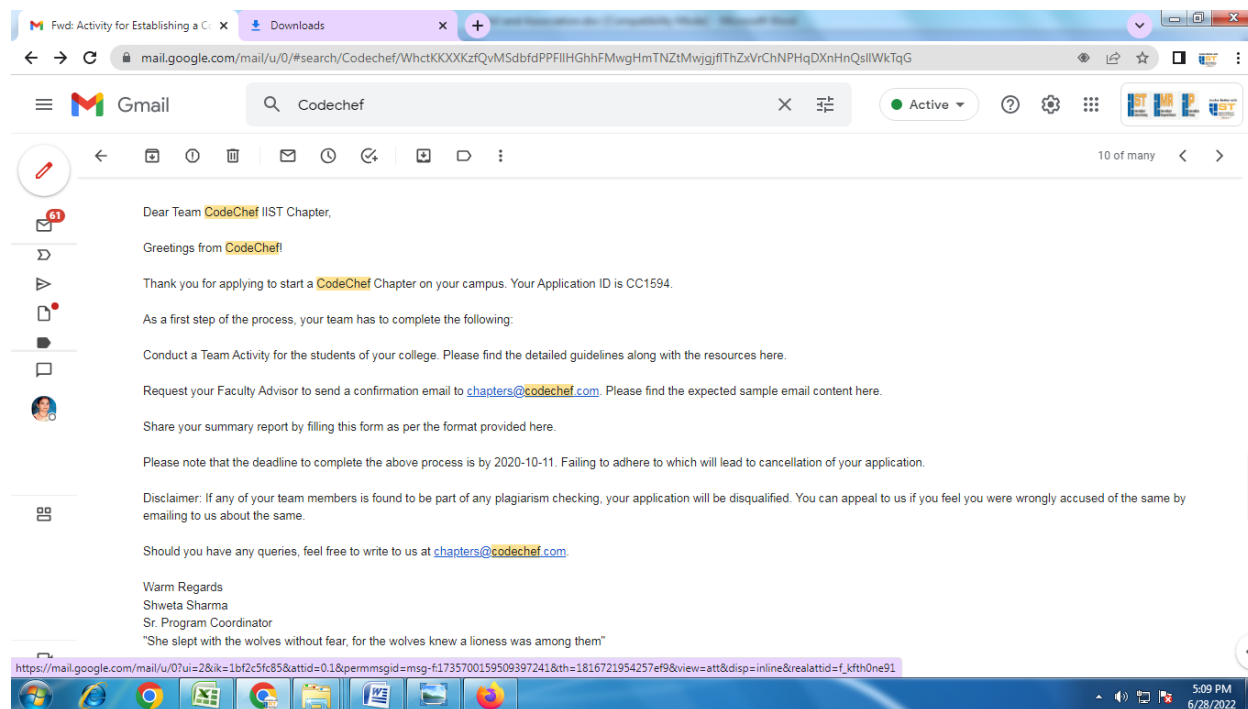 Fwd: Activity for Establishing a Co
Downloads
mail.google.com/mail/u/0/#search/Codechef/WhctKKXXKzfQvMSdbfdPPFIIHGhhFMwgHmTNZtMwjgjflThZxVrChNPHqDXnHnQsllWkTqG
Gmail
Codechef
Active
10 of many
61
Dear Team CodeChef IIST Chapter,
Greetings from CodeChef!
Thank you for applying to start a CodeChef Chapter on your campus. Your Application ID is CC1594.
As a first step of the process, your team has to complete the following:
Conduct a Team Activity for the students of your college. Please find the detailed guidelines along with the resources here.
Request your Faculty Advisor to send a confirmation email to chapters@codechef.com. Please find the expected sample email content here.
Share your summary report by filling this form as per the format provided here.
Please note that the deadline to complete the above process is by 2020-10-11. Failing to adhere to which will lead to cancellation of your application.
Disclaimer: If any of your team members is found to be part of any plagiarism checking, your application will be disqualified. You can appeal to us if you feel you were wrongly accused of the same by
emailing to us about the same.
Should you have any queries, feel free to write to us at chapters@codechef.com.
Warm Regards
Shweta Sharma
Sr. Program Coordinator
"She slept with the wolves without fear, for the wolves knew a lioness was among them"
https://mail.google.com/mail/u/0?ui=2&ik=1bf2c5fc85&attid=0.1&permmsgid=msg-f:1735700159509397241&th=1816721954257ef9&view=att&disp=inline&realattid=f_kfth0ne91
5:09 PM
6/28/2022